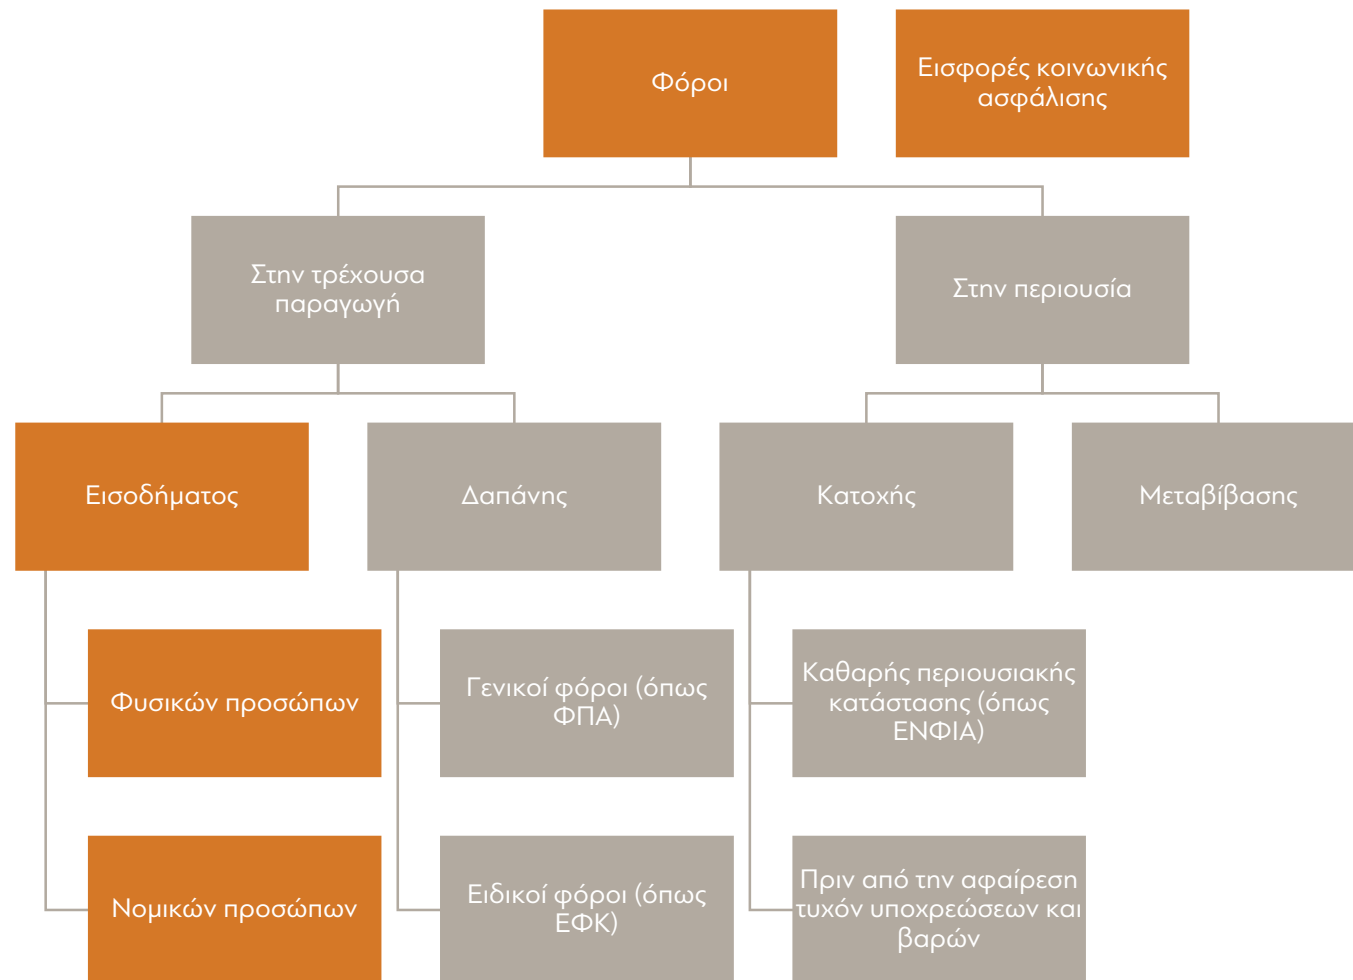 Φόροι
Εισφορές κοινωνικής
ασφάλισης
Στην τρέχουσα
παραγωγή
Στην περιουσία
Εισοδήματος
Δαπάνης
Κατοχής
Μεταβίβασης
Φυσικών προσώπων
Γενικοί φόροι (όπως
ΦΠΑ)
Καθαρής περιουσιακής
κατάστασης (όπως
ΕΝΦΙΑ)
Νομικών προσώπων
Ειδικοί φόροι (όπως
ΕΦΚ)
Πριν από την αφαίρεση
τυχόν υποχρεώσεων και
βαρών